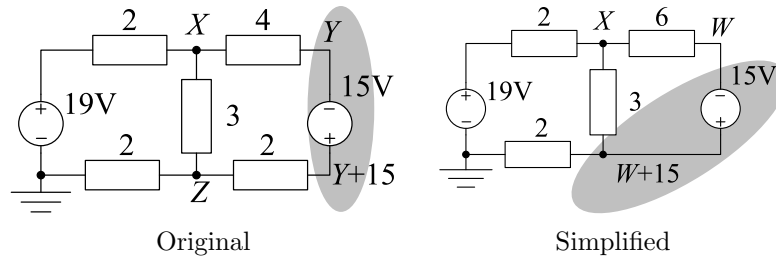 2 X 4 Y
19V 3 15V
2 Z 2 Y+15
Original
2 X 6 W
19V 3 15V
2 W+15
Simplified